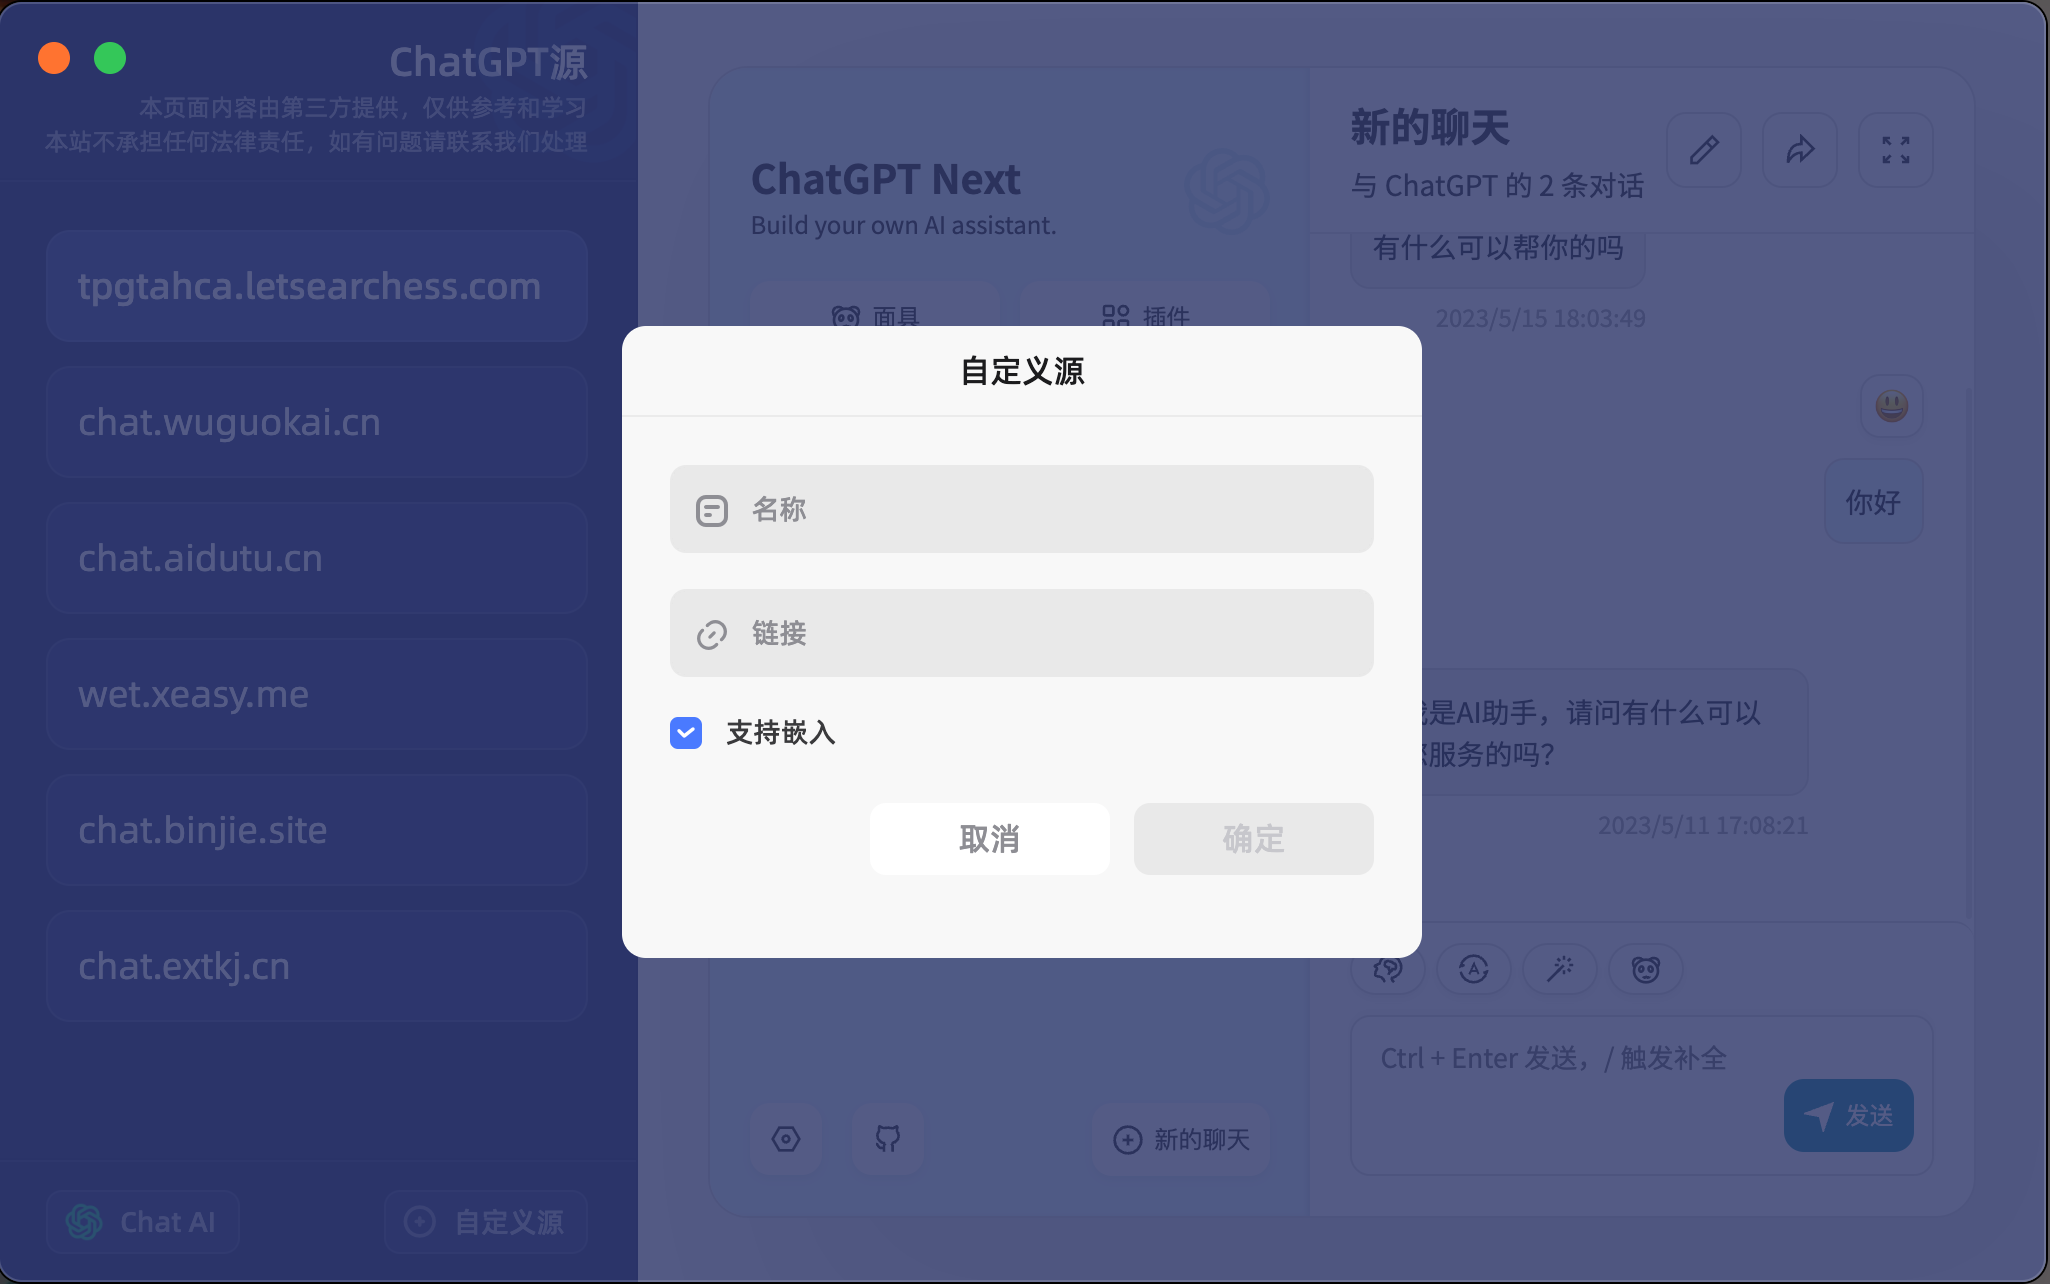 ChatGPT源
本页面内容由第三方提供，仅供参考和学习
本站不承担任何法律责任，如有问题请联系我们处理
tpgtahca.letsearchess.com
chat.wuguokai.cn
chat.aidutu.cn
wet.xeasy.me
chat.binjie.site
chat.extkj.cn
Chat AI
自定义源
ChatGPT Next
Build your own AI assistant.
面具
插件
新的聊天
新的聊天
与 ChatGPT 的 2 条对话
有什么可以帮你的吗
2023/5/15 18:03:49
你好
是AI助手，请问有什么可以
服务的吗？
2023/5/11 17:08:21
Ctrl + Enter 发送，/ 触发补全
发送
自定义源
名称
链接
支持嵌入
取消
确定